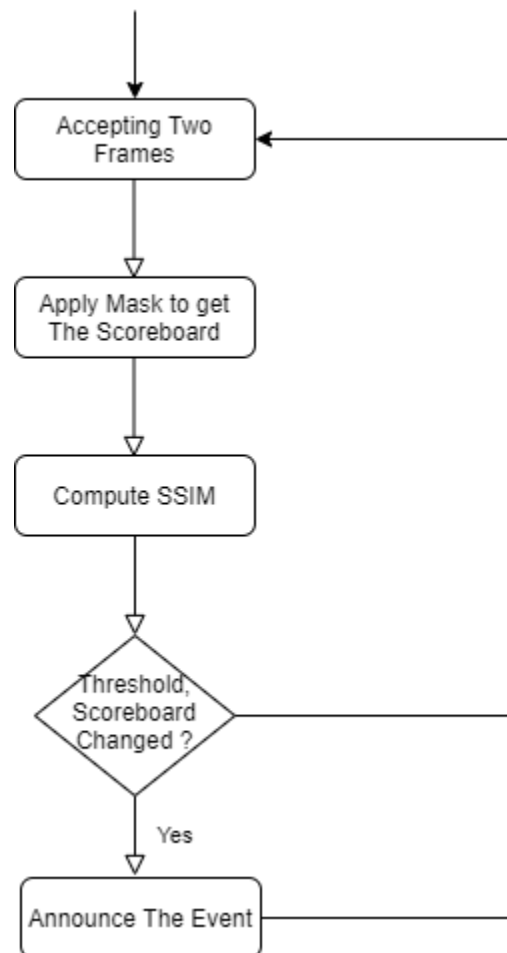 Accepting Two
Frames
Apply Mask to get
The Scoreboard
Compute SSIM
Threshold,
Scoreboard
Changed ?
Yes
Announce The Event